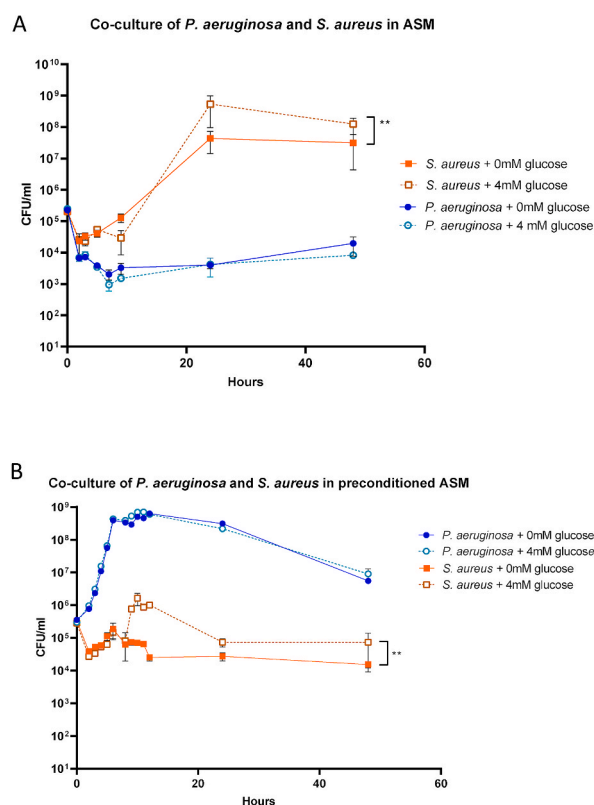 A
Co-culture of P. aeruginosa and S. aureus in ASM
10^10
10^9
10^8
10^7
10^6
10^5
10^4
10^3
10^2
10^1
CFU/ml
0
20
40
60
Hours
**
S. aureus + 0mM glucose
S. aureus + 4mM glucose
P. aeruginosa + 0mM glucose
P. aeruginosa + 4 mM glucose
B
Co-culture of P. aeruginosa and S. aureus in preconditioned ASM
10^9
10^8
10^7
10^6
10^5
10^4
10^3
10^2
10^1
CFU/ml
0
20
40
60
Hours
**
P. aeruginosa + 0mM glucose
P. aeruginosa + 4mM glucose
S. aureus + 0mM glucose
S. aureus + 4mM glucose